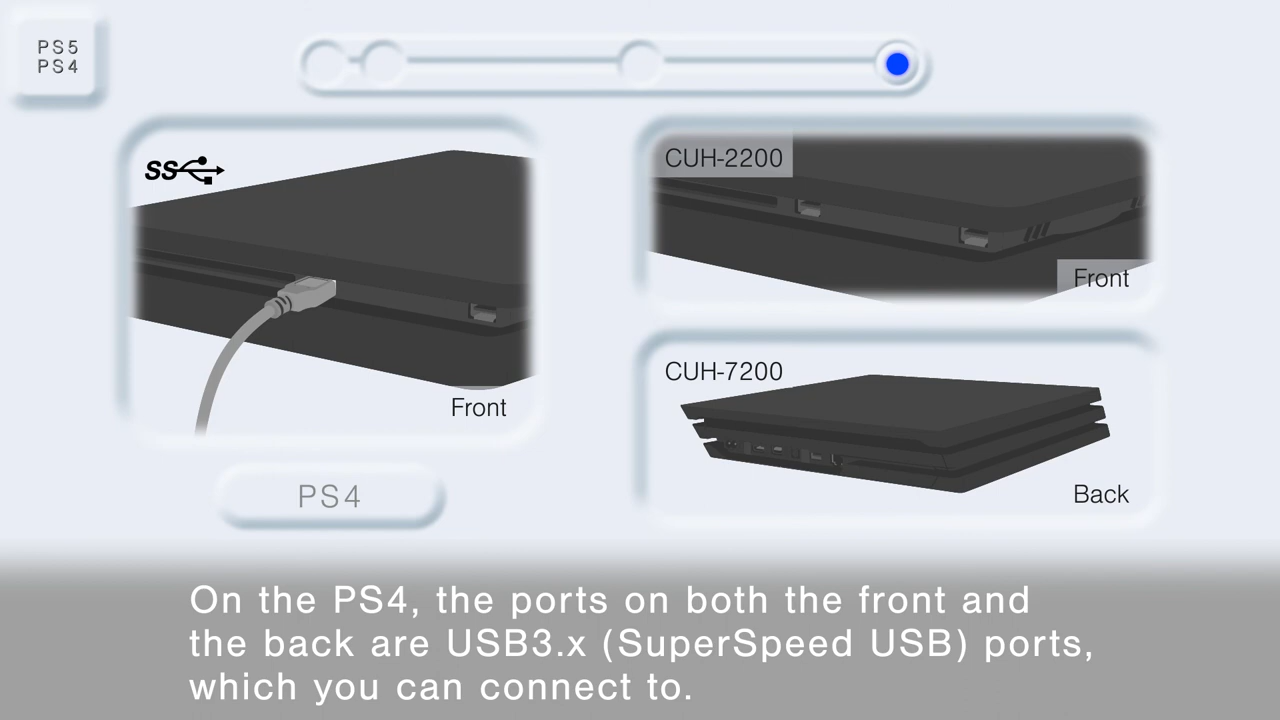 PS5
PS4
SS
CUH-2200
Front
Front
CUH-7200
Back
PS4
On the PS4, the ports on both the front and
the back are USB3.x (SuperSpeed USB) ports,
which you can connect to.